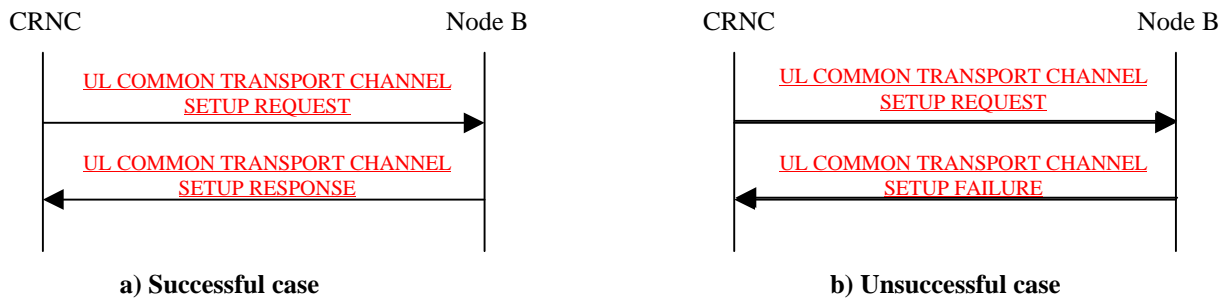 CRNC
Node B
UL COMMON TRANSPORT CHANNEL
SETUP REQUEST
UL COMMON TRANSPORT CHANNEL
SETUP RESPONSE
a) Successful case
CRNC
Node B
UL COMMON TRANSPORT CHANNEL
SETUP REQUEST
UL COMMON TRANSPORT CHANNEL
SETUP FAILURE
b) Unsuccessful case